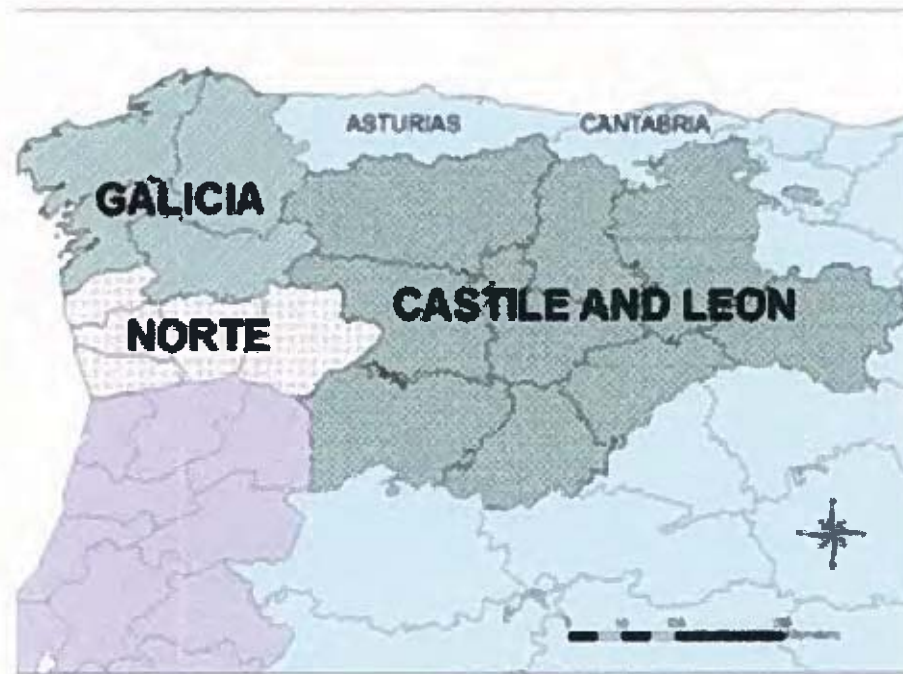 ASTURIAS
CANTABRIA
GALICIA
CASTILE AND LEON
NORTE